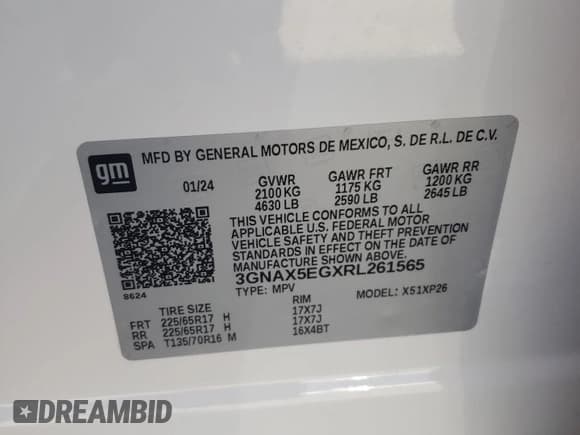 gm
MFD BY GENERAL MOTORS DE MEXICO, S. DE R.L. DE C.V.
01/24 GVWR GAWR FRT GAWR RR
2100 KG 1175 KG 1200 KG
4630 LB 2590 LB 2645 LB
THIS VEHICLE CONFORMS TO ALL
APPLICABLE U.S. FEDERAL MOTOR
VEHICLE SAFETY AND THEFT PREVENTION
STANDARDS IN EFFECT ON THE DATE OF
MANUFACTURE SHOWN ABOVE.
3GNAX5EGXRL261565
8624
TYPE: MPV MODEL: X51XP26
TIRE SIZE RIM
FRT 225/65R17 H 17X7J
RR 225/65R17 H 17X7J
SPA T135/70R16 M 16X4BT
DREAMBID